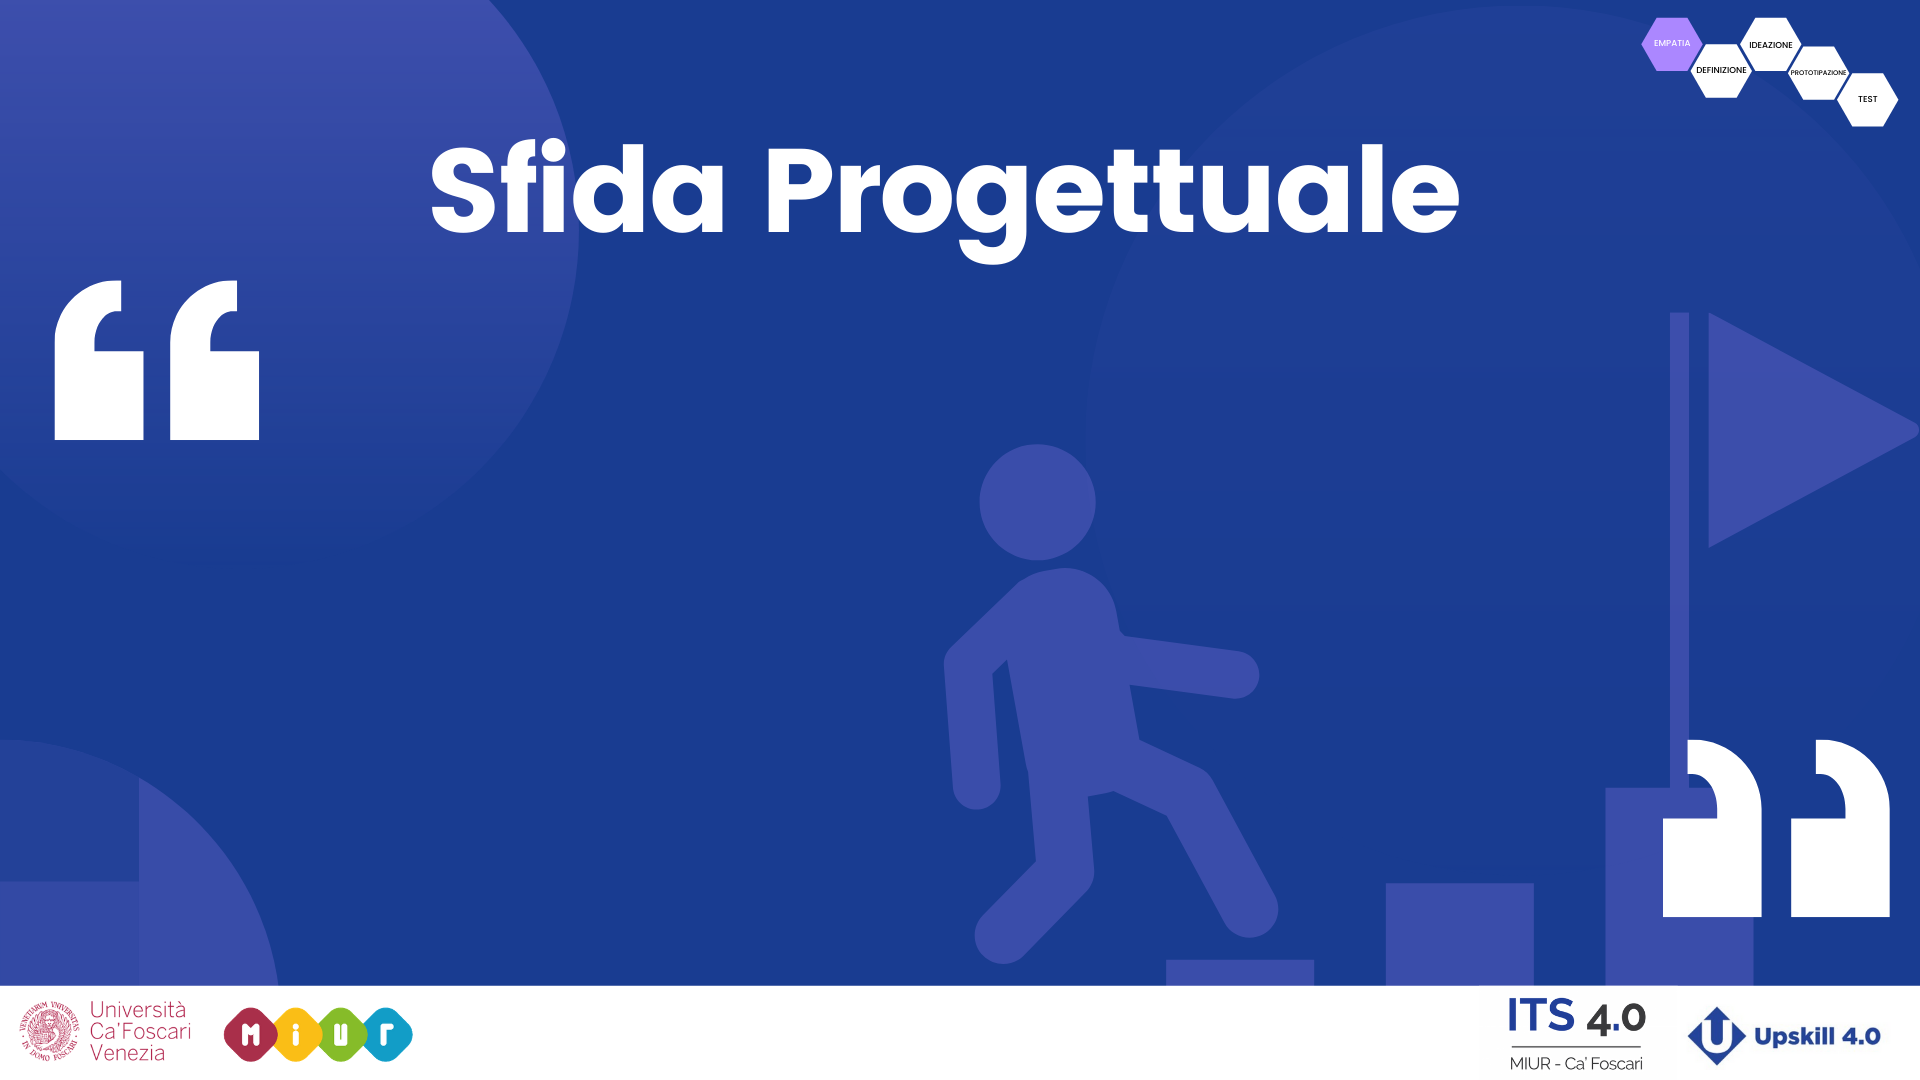 EMPATIA
DEFINIZIONE
IDEAZIONE
PROTOTIPAZIONE
TEST
Sfida Progettuale
“
”
Università
Ca'Foscari
Venezia
MIUR
ITS 4.0
MIUR - Ca' Foscari
U Upskill 4.0